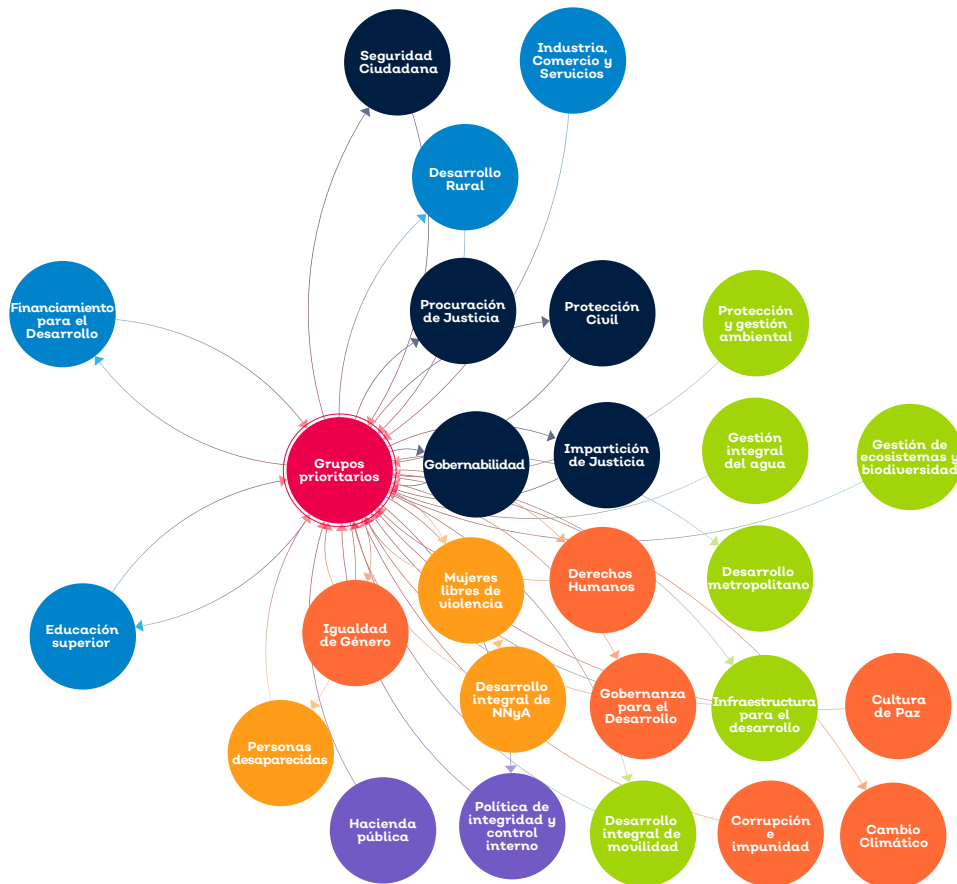 Seguridad
Ciudadana
Industria,
Comercio y
Servicios
Desarrollo
Rural
Financiamiento
para el
Desarrollo
Procuración
de Justicia
Protección
Civil
Protección
y gestión
ambiental
Grupos
prioritarios
Gobernabilidad
Impartición
de Justicia
Gestión
integral
del agua
Gestión de
ecosistemas y
biodiversidad
Mujeres
libres de
violencia
Derechos
Humanos
Desarrollo
metropolitano
Educación
superior
Igualdad
de Género
Desarrollo
integral de
NNyA
Gobernanza
para el
Desarrollo
Infraestructura
para el
desarrollo
Cultura
de Paz
Personas
desaparecidas
Hacienda
pública
Política de
integridad y
control
interno
Desarrollo
integral de
movilidad
Corrupción
e
impunidad
Cambio
Climático